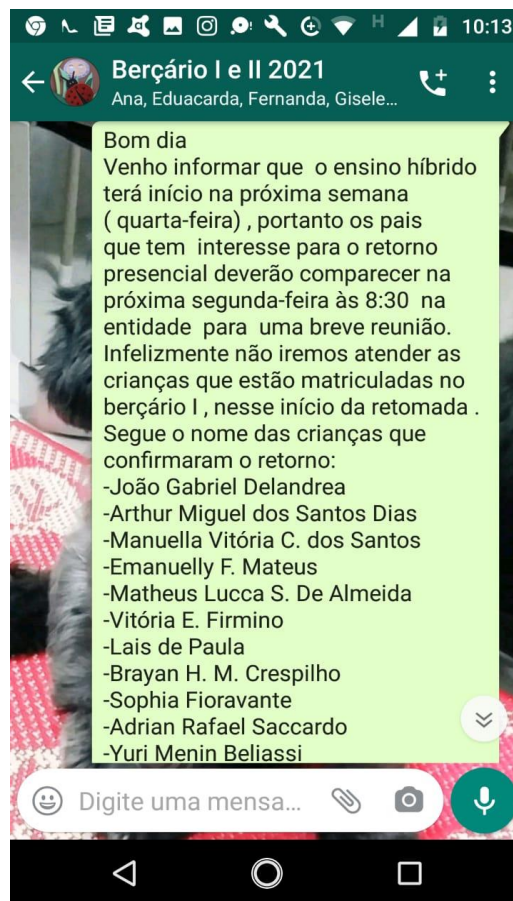 H 10:13
Berçário I e II 2021
Ana, Eduacarda, Fernanda, Gisele...
Bom dia
Venho informar que o ensino híbrido
terá início na próxima semana
( quarta-feira) , portanto os pais
que tem interesse para o retorno
presencial deverão comparecer na
próxima segunda-feira às 8:30 na
entidade para uma breve reunião.
Infelizmente não iremos atender as
crianças que estão matriculadas no
berçário I , nesse início da retomada .
Segue o nome das crianças que
confirmaram o retorno:
-João Gabriel Delandrea
-Arthur Miguel dos Santos Dias
-Manuella Vitória C. dos Santos
-Emanuelly F. Mateus
-Matheus Lucca S. De Almeida
-Vitória E. Firmino
-Lais de Paula
-Brayan H. M. Crespilho
-Sophia Fioravante
-Adrian Rafael Saccardo
-Yuri Menin Beliassi
Digite uma mensa...